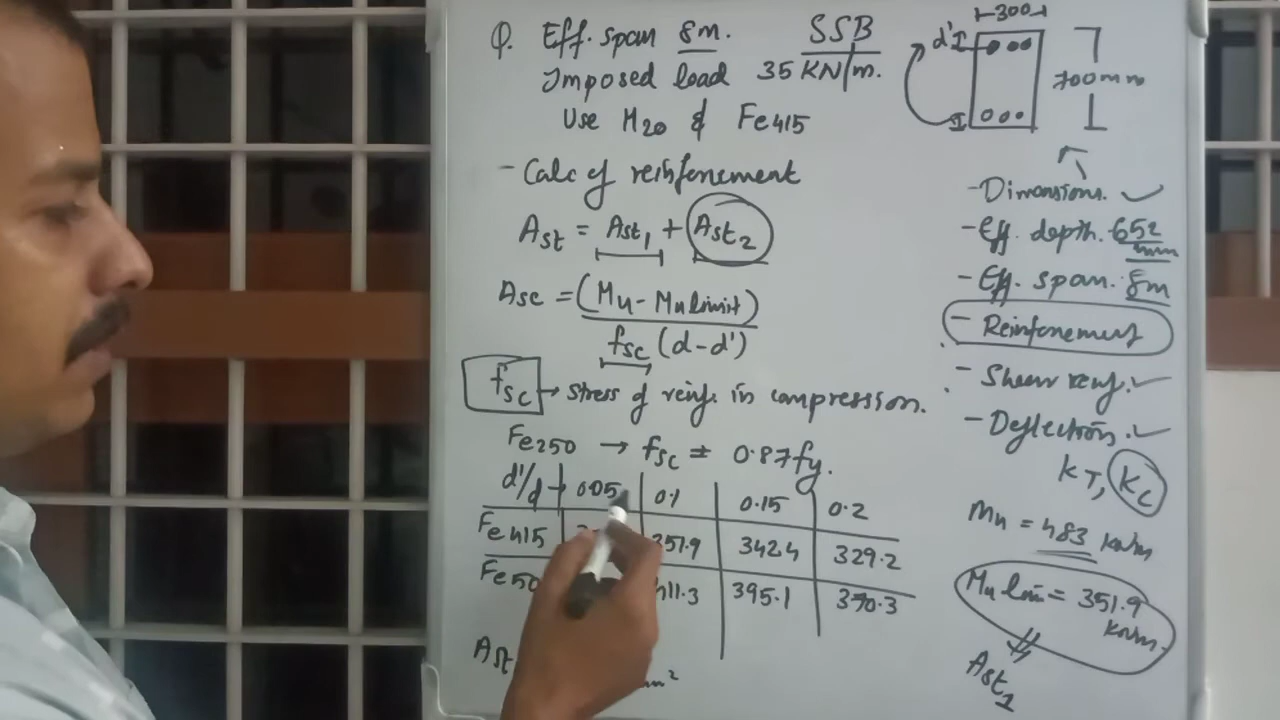 Q. Eff. span 8m. SSB
Imposed load 35 KN/m.
Use M20 & Fe415
- Calc of reinforcement
Ast = Ast1 + Ast2
Asc = (Mu - Mulimit)
fsc (d-d')
fsc → Stress of reinf. in compression.
Fe250 → fsc = 0.87fy.
d'/d → 0.05 0.1 0.15 0.2
Fe415 351.9 342.4 329.2
Fe50 411.3 395.1 370.3
Ast
300
d'
700mm
- Dimensions. ✓
- Eff. depth. 652 mm
- Eff. span. 8m
- Reinforcement
- Shear reinf. ✓
- Deflection. ✓
KT, Kc
Mu = 483 KNm
Mu lim = 351.9
KNm.
Ast1